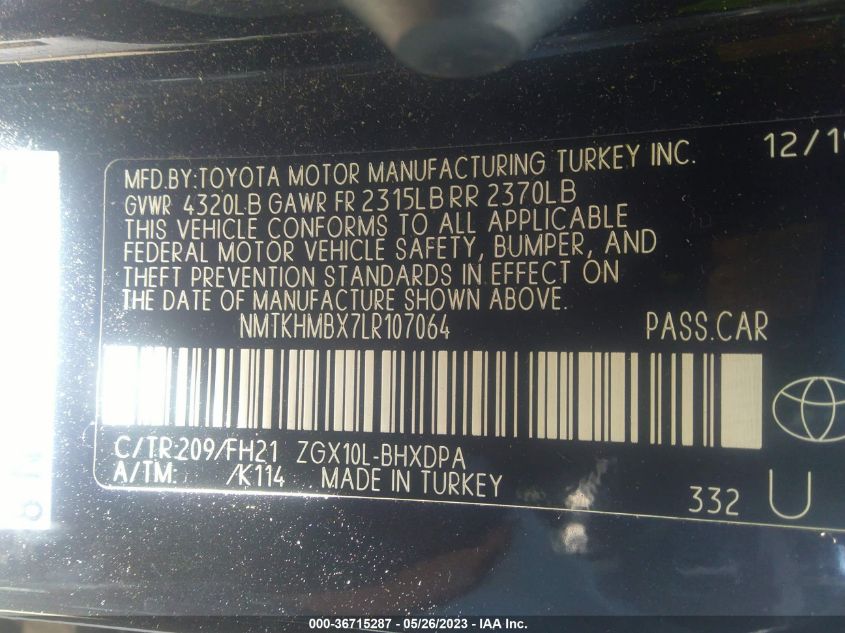 MFD.BY:TOYOTA MOTOR MANUFACTURING TURKEY INC. 12/19
GVWR 4320LB GAWR FR 2315LB RR 2370LB
THIS VEHICLE CONFORMS TO ALL APPLICABLE
FEDERAL MOTOR VEHICLE SAFETY, BUMPER, AND
THEFT PREVENTION STANDARDS IN EFFECT ON
THE DATE OF MANUFACTURE SHOWN ABOVE.
NMTKHMBX7LR107064 PASS.CAR
C/TR:209/FH21 ZGX10L-BHXDPA
A/TM: /K114 MADE IN TURKEY
332 U
000-36715287 - 05/26/2023 - IAA Inc.